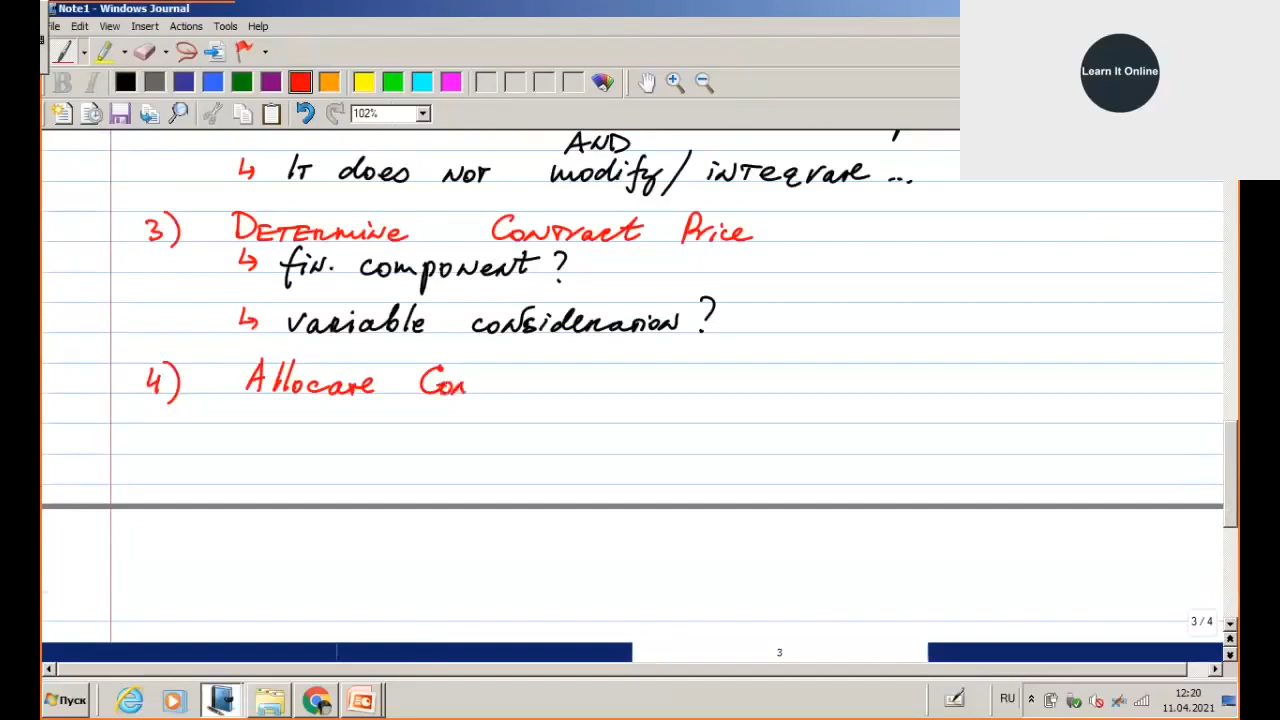 Note1 - Windows Journal
File Edit View Insert Actions Tools Help
B I
102%
Learn It Online
AND
↳ It does not modify/integrate ...
3) Determine Contract Price
↳ fin. component?
↳ variable consideration?
4) Allocate Con
3 / 4
3
Пуск
RU
12:20
11.04.2021